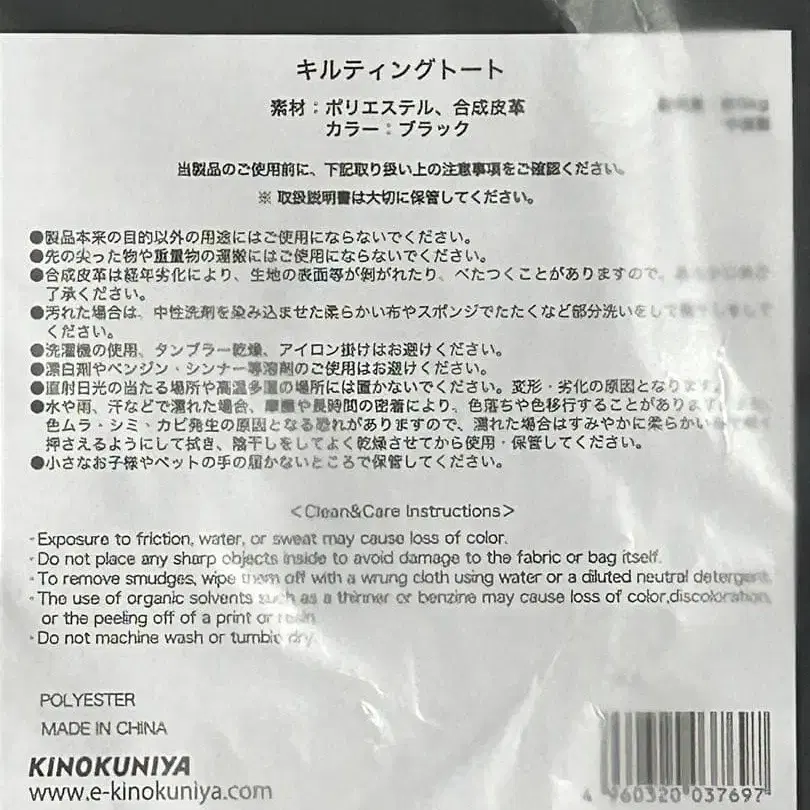 キルティングトート
素材：ポリエステル、合成皮革
カラー：ブラック
当製品のご使用前に、下記取り扱い上の注意事項をご確認ください。
※ 取扱説明書は大切に保管してください。
●製品本来の目的以外の用途にはご使用にならないでください。
●先の尖った物や重量物の運搬にはご使用にならないでください。
●合成皮革は経年劣化により、生地の表面等が剝がれたり、べたつくことがありますので、
了承ください。
●汚れた場合は、中性洗剤を染み込ませた柔らかい布やスポンジでたたくなど部分洗いをして
ください。
●洗濯機の使用、タンブラー乾燥、アイロン掛けはお避けください。
●漂白剤やベンジン・シンナー等溶剤のご使用はお避けください。
●直射日光の当たる場所や高温多湿の場所には置かないでください。変形・劣化の原因となります。
●水や雨、汗などで濡れた場合、摩擦や長時間の密着により、色落ちや色移行することがあります。
色ムラ・シミ・カビ発生の原因となる恐れがありますので、濡れた場合はすみやかに柔らかい
押さえるようにして拭き、陰干しをしてよく乾燥させてから使用・保管してください。
●小さなお子様やペットの手の届かないところで保管してください。
<Clean&Care Instructions>
·Exposure to friction, water, or sweat may cause loss of color.
·Do not place any sharp objects inside to avoid damage to the fabric or bag itself.
·To remove smudges, wipe them off with a wrung cloth using water or a diluted neutral detergent.
·The use of organic solvents such as a thinner or benzine may cause loss of color,discoloration,
or the peeling off of a print or resin
·Do not machine wash or tumble dry
POLYESTER
MADE IN CHINA
KINOKUNIYA
www.e-kinokuniya.com
4 960320 037697